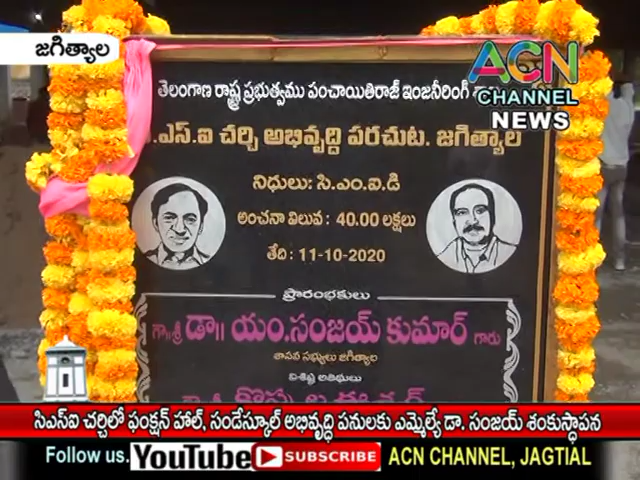 జగిత్యాల
ACN
CHANNEL
NEWS
తెలంగాణ రాష్ట్ర ప్రభుత్వము పంచాయితిరాజ్ ఇంజనీరింగ్
.ఎస్.ఐ చర్చి అభివృద్ధి పరచుట. జగిత్యాల
నిధులు: సి.ఎం.ఐ.డి
అంచనా విలువ : 40.00 లక్షలు
తేది : 11-10-2020
ప్రారంభకులు
గా||శ్రీ డా|| యం.సంజయ్ కుమార్ గారు
శాసన సభ్యులు జగిత్యాల
విశిష్ట అతిథులు
సిఎస్ఐ చర్చిలో ఫంక్షన్ హాల్, సండేస్కూల్ అభివృద్ధి పనులకు ఎమ్మెల్యే డా. సంజయ్ శంకుస్థాపన
Follow us. YouTube SUBSCRIBE ACN CHANNEL, JAGTIAL